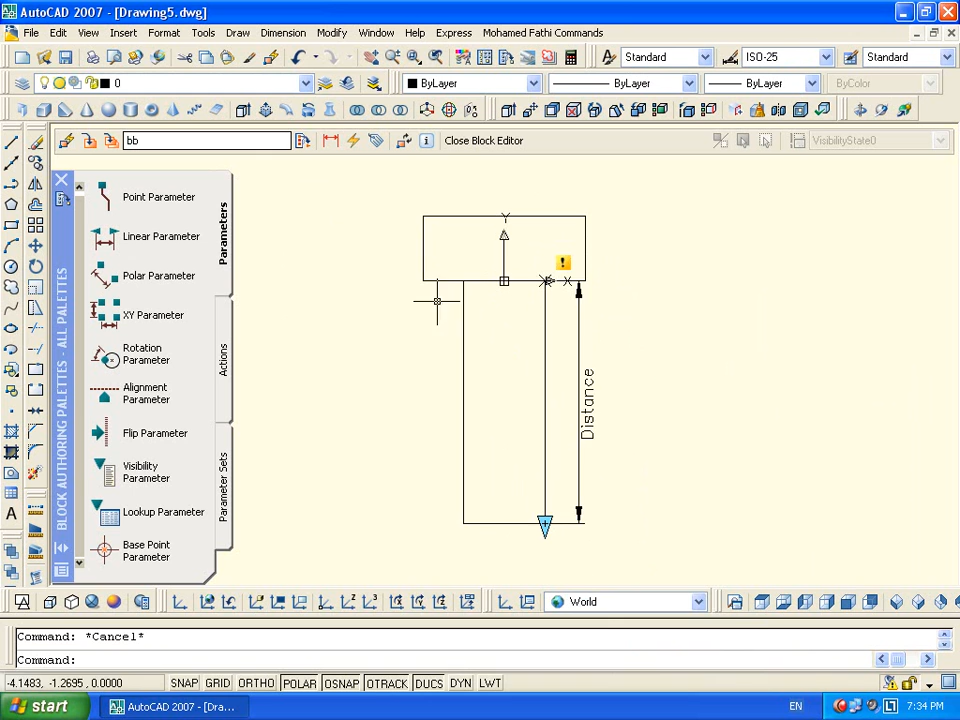 AutoCAD 2007 - [Drawing5.dwg]
File Edit View Insert Format Tools Draw Dimension Modify Window Help Express Mohamed Fathi Commands
Standard ISO-25 Standard
0 ByLayer ByLayer ByLayer ByColor
bb Close Block Editor VisibilityState0
BLOCK AUTHORING PALETTES - ALL PALETTES
Parameters
Actions
Parameter Sets
Point Parameter
Linear Parameter
Polar Parameter
XY Parameter
Rotation
Parameter
Alignment
Parameter
Flip Parameter
Visibility
Parameter
Lookup Parameter
Base Point
Parameter
Y
X
!
Distance
World
Command: *Cancel*
Command:
-4.1483, -1.2695, 0.0000 SNAP GRID ORTHO POLAR OSNAP OTRACK DUCS DYN LWT
start AutoCAD 2007 - [Dra... EN 7:34 PM